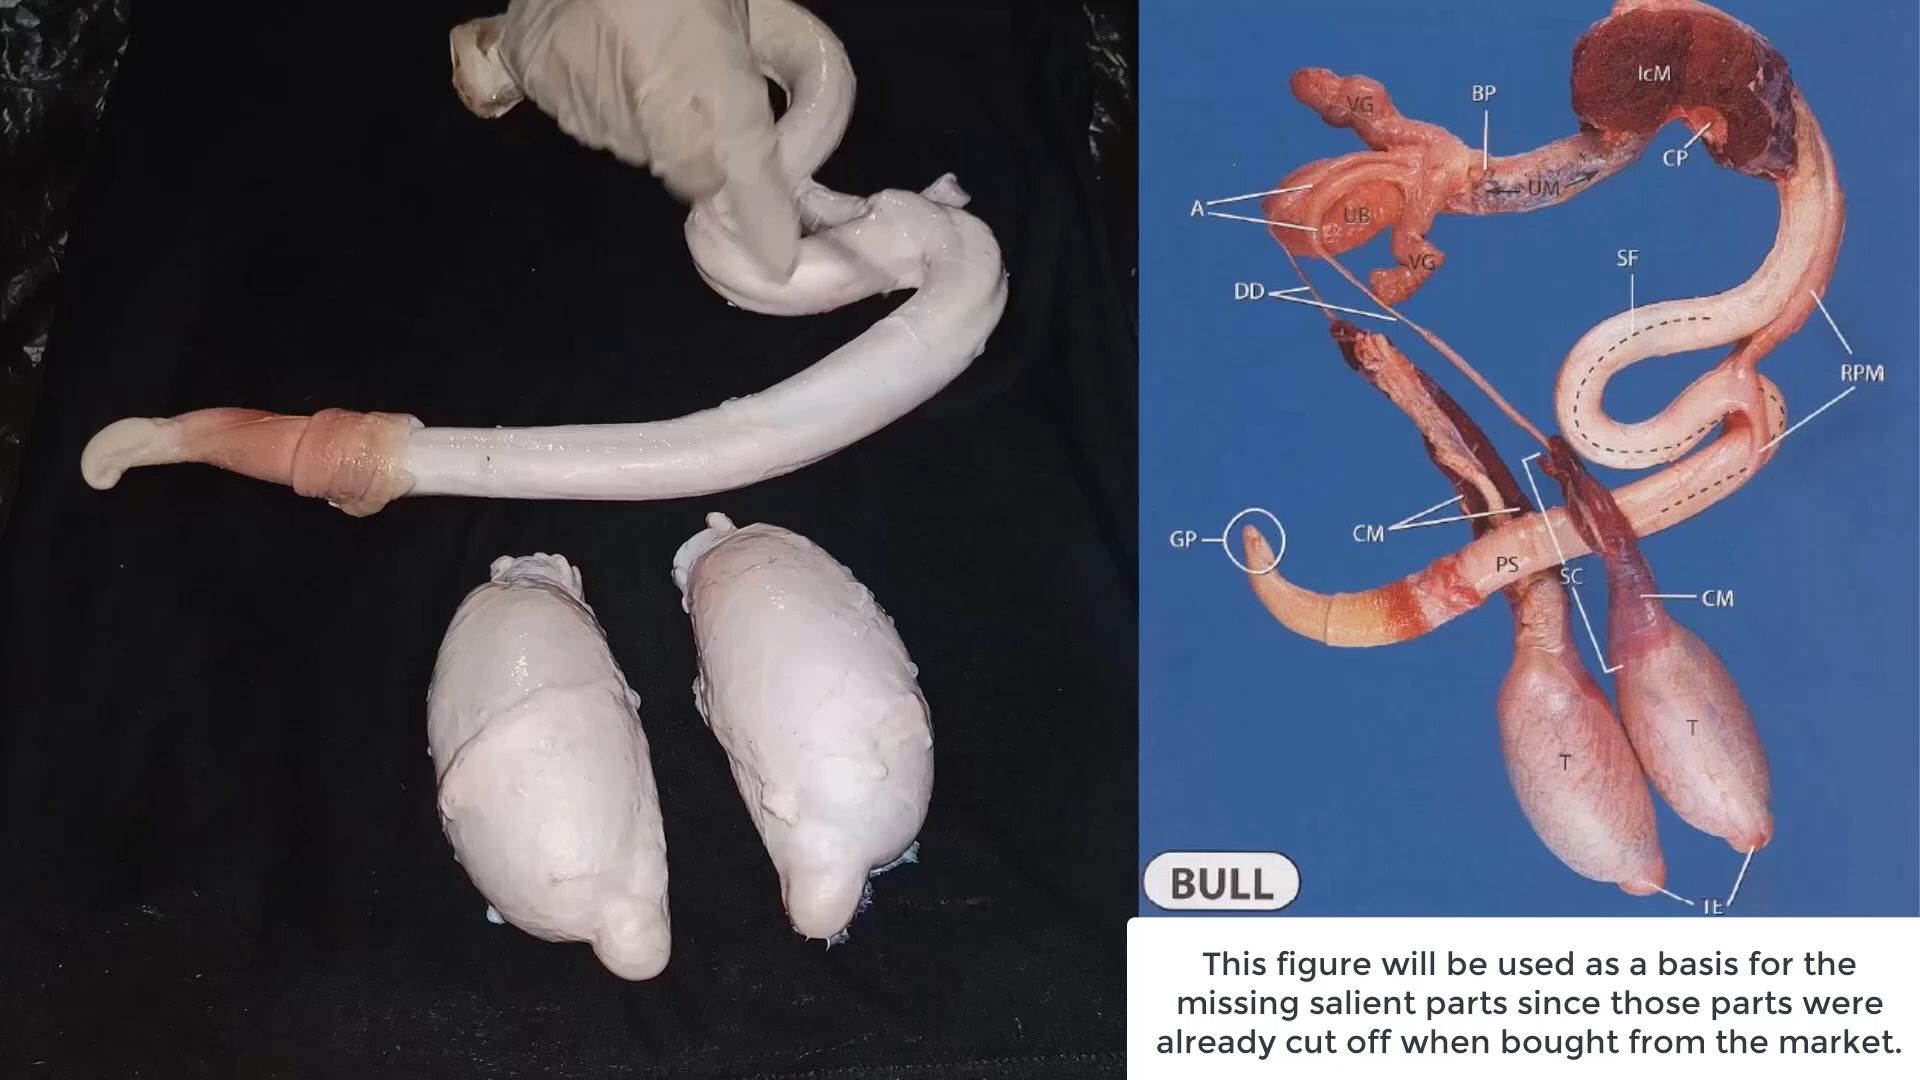 IcM
VG
BP
CP
UM
A
UB
VG
SF
DD
RPM
GP
CM
PS
SC
CM
T
T
TE
BULL
This figure will be used as a basis for the
missing salient parts since those parts were
already cut off when bought from the market.